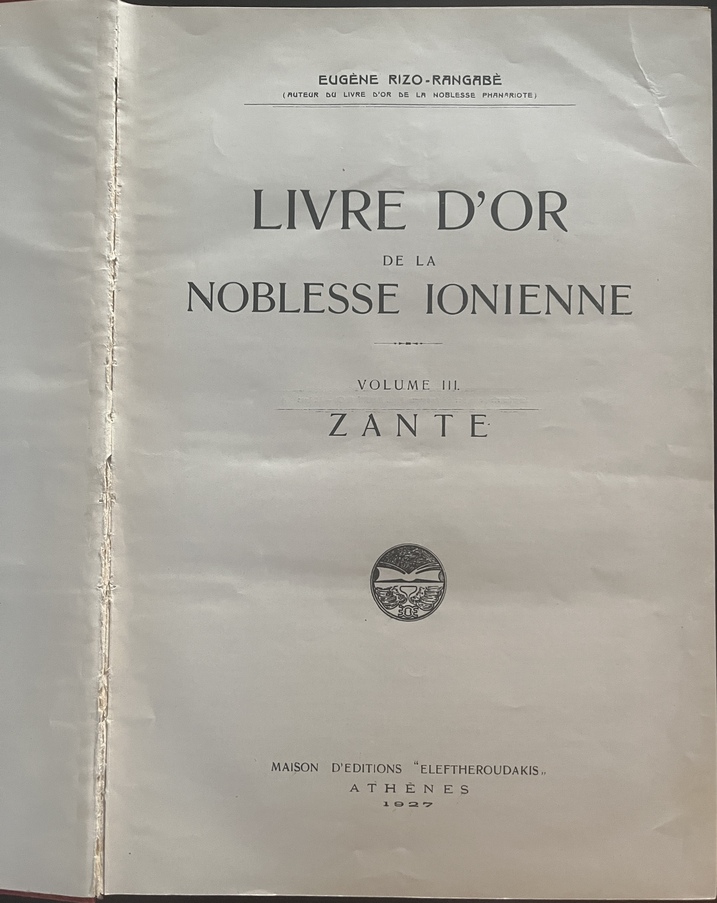 EUGÈNE RIZO-RANGABÈ
(AUTEUR DU LIVRE D'OR DE LA NOBLESSE PHANARIOTE)
LIVRE D'OR
DE LA
NOBLESSE IONIENNE
VOLUME III.
ZANTE
MAISON D'EDITIONS “ELEFTHEROUDAKIS„
ATHÈNES
1927